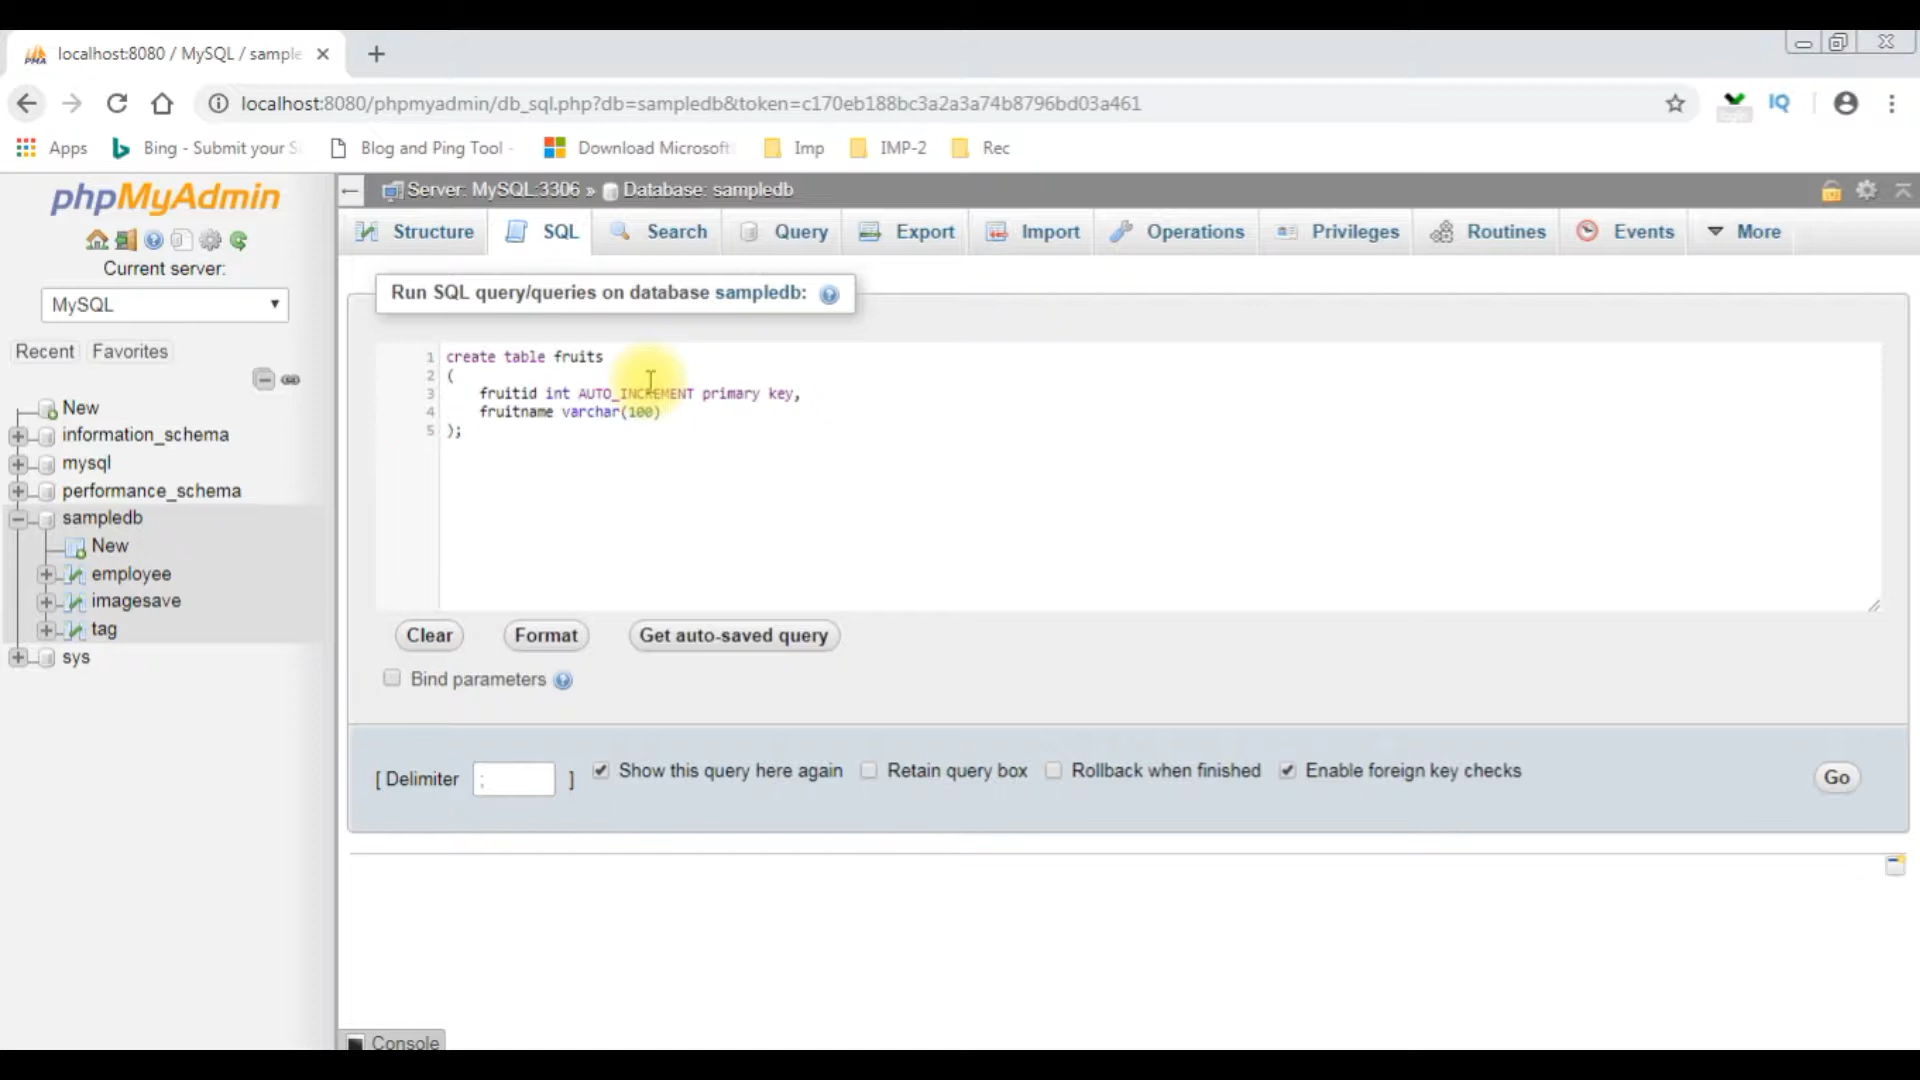 localhost:8080 / MySQL / sample
localhost:8080/phpmyadmin/db_sql.php?db=sampledb&token=c170eb188bc3a2a3a74b8796bd03a461
IQ
Apps
Bing - Submit your S
Blog and Ping Tool -
Download Microsoft
Imp
IMP-2
Rec
phpMyAdmin
Current server:
MySQL
Recent
Favorites
New
information_schema
mysql
performance_schema
sampledb
New
employee
imagesave
tag
sys
Server: MySQL:3306 » Database: sampledb
Structure
SQL
Search
Query
Export
Import
Operations
Privileges
Routines
Events
More
Run SQL query/queries on database sampledb:
1 create table fruits
2 (
3 fruitid int AUTO_INCREMENT primary key,
4 fruitname varchar(100)
5 );
Clear
Format
Get auto-saved query
Bind parameters
[ Delimiter ; ]
Show this query here again
Retain query box
Rollback when finished
Enable foreign key checks
Go
Console